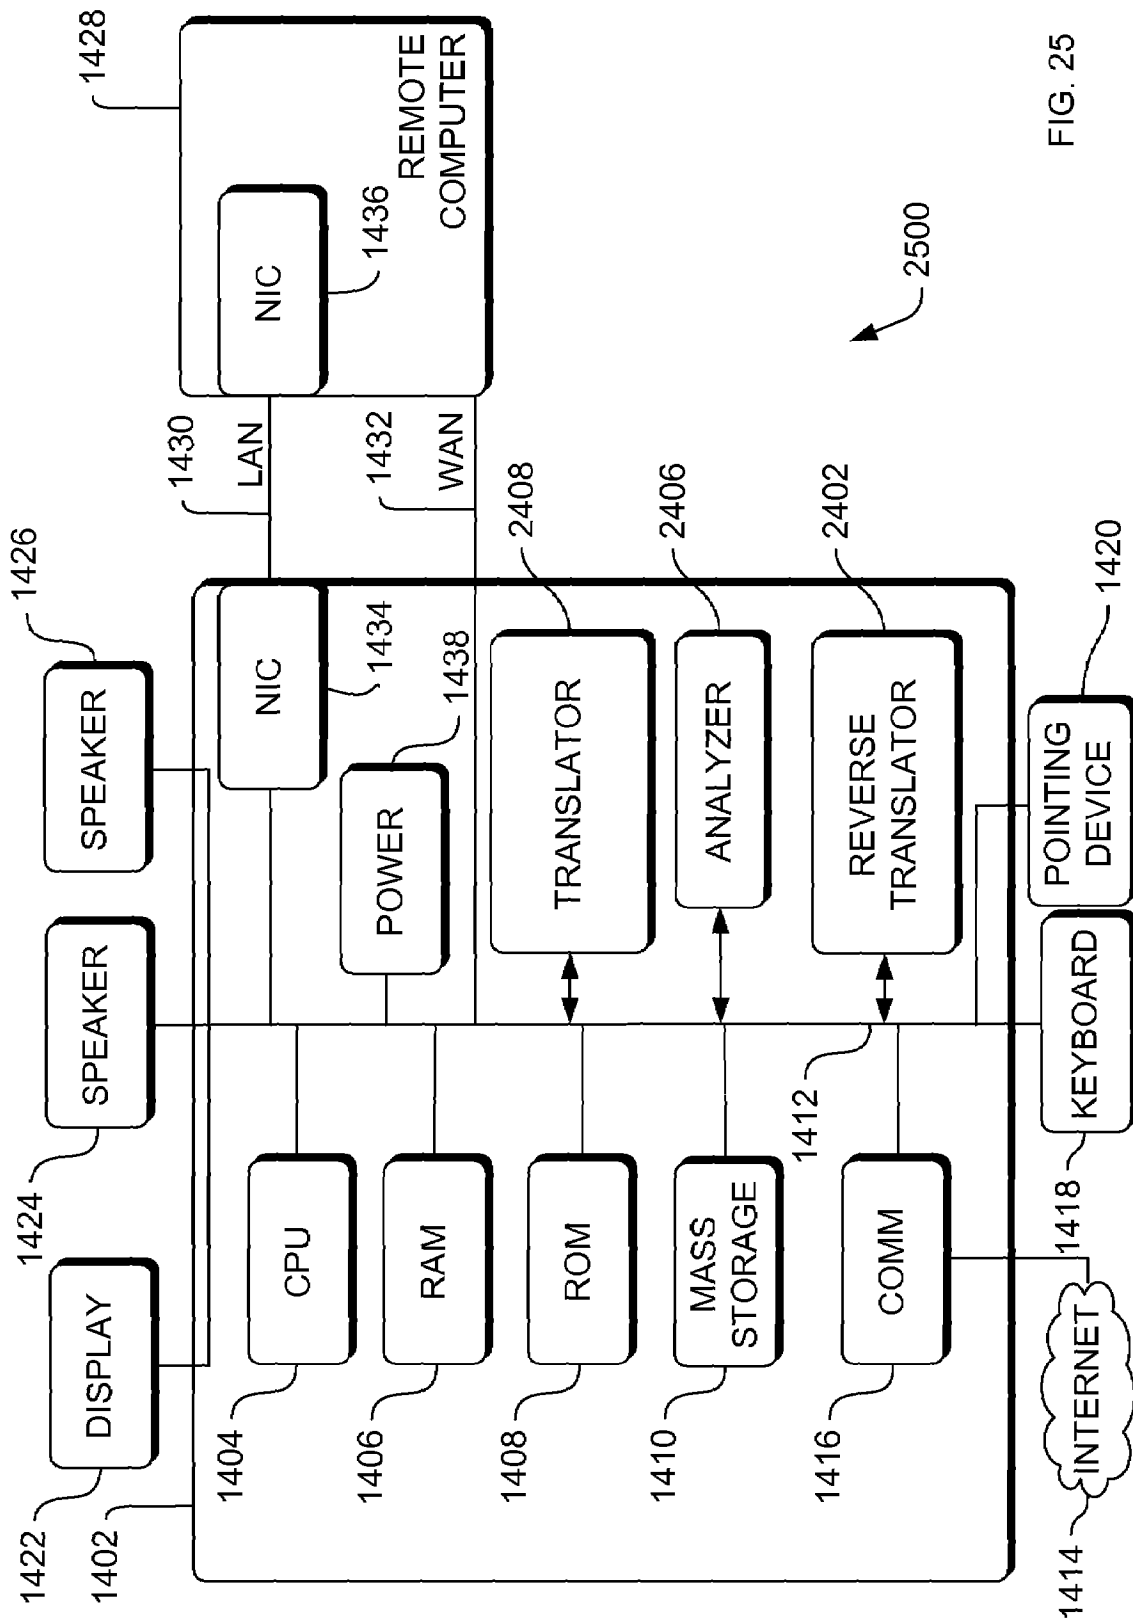 1422
1402
DISPLAY
1424
SPEAKER
SPEAKER
1426
1404
CPU
1406
RAM
1408
ROM
1410
MASS
STORAGE
1416
COMM
1412
NIC
1434
POWER
1438
TRANSLATOR
2408
ANALYZER
2406
REVERSE
TRANSLATOR
2402
1430
LAN
1432
WAN
NIC
1436
REMOTE
COMPUTER
1428
1414
INTERNET
1418
KEYBOARD
POINTING
DEVICE
1420
2500
FIG. 25